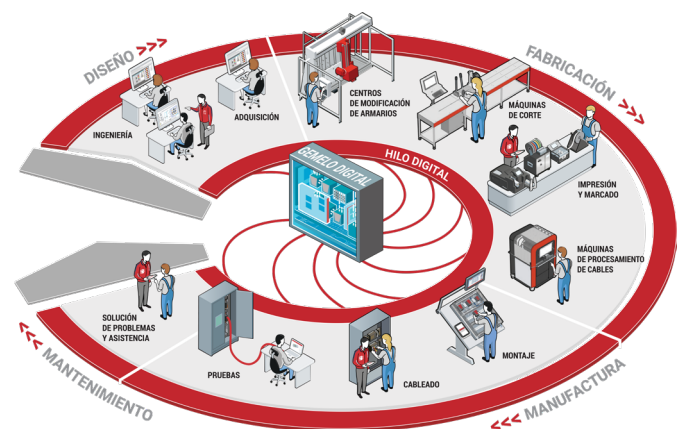 DISEÑO >>>
INGENIERÍA
ADQUISICIÓN
CENTROS
DE MODIFICACIÓN
DE ARMARIOS
FABRICACIÓN >>>
MÁQUINAS
DE CORTE
IMPRESIÓN
Y MARCADO
MÁQUINAS
DE PROCESAMIENTO
DE CABLES
GEMELO DIGITAL
HILO DIGITAL
MONTAJE
<<< MANUFACTURA
CABLEADO
PRUEBAS
SOLUCIÓN
DE PROBLEMAS
Y ASISTENCIA
<<< MANTENIMIENTO